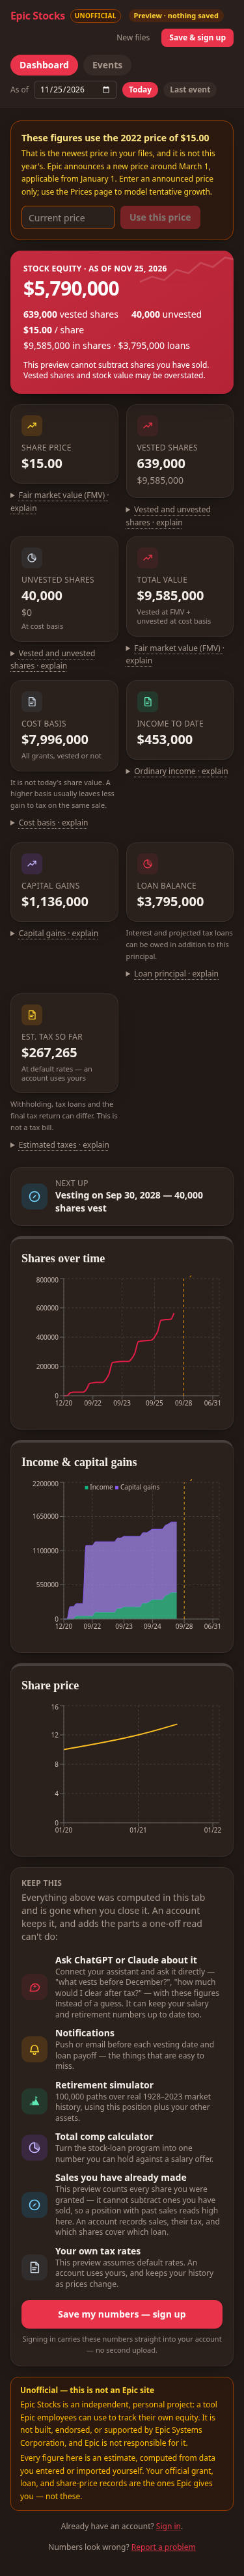 Epic Stocks UNOFFICIAL Preview · nothing saved
New files Save & sign up
Dashboard Events
As of 11/25/2026 Today Last event
These figures use the 2022 price of $15.00
That is the newest price in your files, and it is not this
year's. Epic announces a new price around March 1,
applicable from January 1. Enter an announced price
only; use the Prices page to model tentative growth.
Current price Use this price
STOCK EQUITY · AS OF NOV 25, 2026
$5,790,000
639,000 vested shares 40,000 unvested
$15.00 / share
$9,585,000 in shares · $3,795,000 loans
This preview cannot subtract shares you have sold.
Vested shares and stock value may be overstated.
SHARE PRICE
$15.00
▶ Fair market value (FMV) ·
explain
VESTED SHARES
639,000
$9,585,000
▶ Vested and unvested
shares · explain
UNVESTED SHARES
40,000
$0
At cost basis
▶ Vested and unvested
shares · explain
TOTAL VALUE
$9,585,000
Vested at FMV +
unvested at cost basis
▶ Fair market value (FMV) ·
explain
COST BASIS
$7,996,000
All grants, vested or not
It is not today's share value. A
higher basis usually leaves less
gain to tax on the same sale.
▶ Cost basis · explain
INCOME TO DATE
$453,000
▶ Ordinary income · explain
CAPITAL GAINS
$1,136,000
▶ Capital gains · explain
LOAN BALANCE
$3,795,000
Interest and projected tax loans
can be owed in addition to this
principal.
▶ Loan principal · explain
EST. TAX SO FAR
$267,265
At default rates — an
account uses yours
Withholding, tax loans and the
final tax return can differ. This is
not a tax bill.
▶ Estimated taxes · explain
NEXT UP
Vesting on Sep 30, 2028 — 40,000
shares vest
Shares over time
800000
600000
400000
200000
0
12/20 09/22 09/23 09/25 09/28 06/31
Income & capital gains
2200000
1650000
1100000
550000
0
Income Capital gains
12/20 09/22 09/23 09/24 09/28 06/31
Share price
16
12
8
4
0
01/20 01/21 01/22
KEEP THIS
Everything above was computed in this tab
and is gone when you close it. An account
keeps it, and adds the parts a one-off read
can't do:
Ask ChatGPT or Claude about it
Connect your assistant and ask it directly —
"what vests before December?", "how much
would I clear after tax?" — with these figures
instead of a guess. It can keep your salary
and retirement numbers up to date too.
Notifications
Push or email before each vesting date and
loan payoff — the things that are easy to
miss.
Retirement simulator
100,000 paths over real 1928–2023 market
history, using this position plus your other
assets.
Total comp calculator
Turn the stock-loan program into one
number you can hold against a salary offer.
Sales you have already made
This preview counts every share you were
granted — it cannot subtract ones you have
sold, so a position with past sales reads high
here. An account records sales, their tax, and
which shares cover which loan.
Your own tax rates
This preview assumes default rates. An
account uses yours, and keeps your history
as prices change.
Save my numbers — sign up
Signing in carries these numbers straight into your account
— no second upload.
Unofficial — this is not an Epic site
Epic Stocks is an independent, personal project: a tool
Epic employees can use to track their own equity. It is
not built, endorsed, or supported by Epic Systems
Corporation, and Epic is not responsible for it.
Every figure here is an estimate, computed from data
you entered or imported yourself. Your official grant,
loan, and share-price records are the ones Epic gives
you — not these.
Already have an account? Sign in.
Numbers look wrong? Report a problem